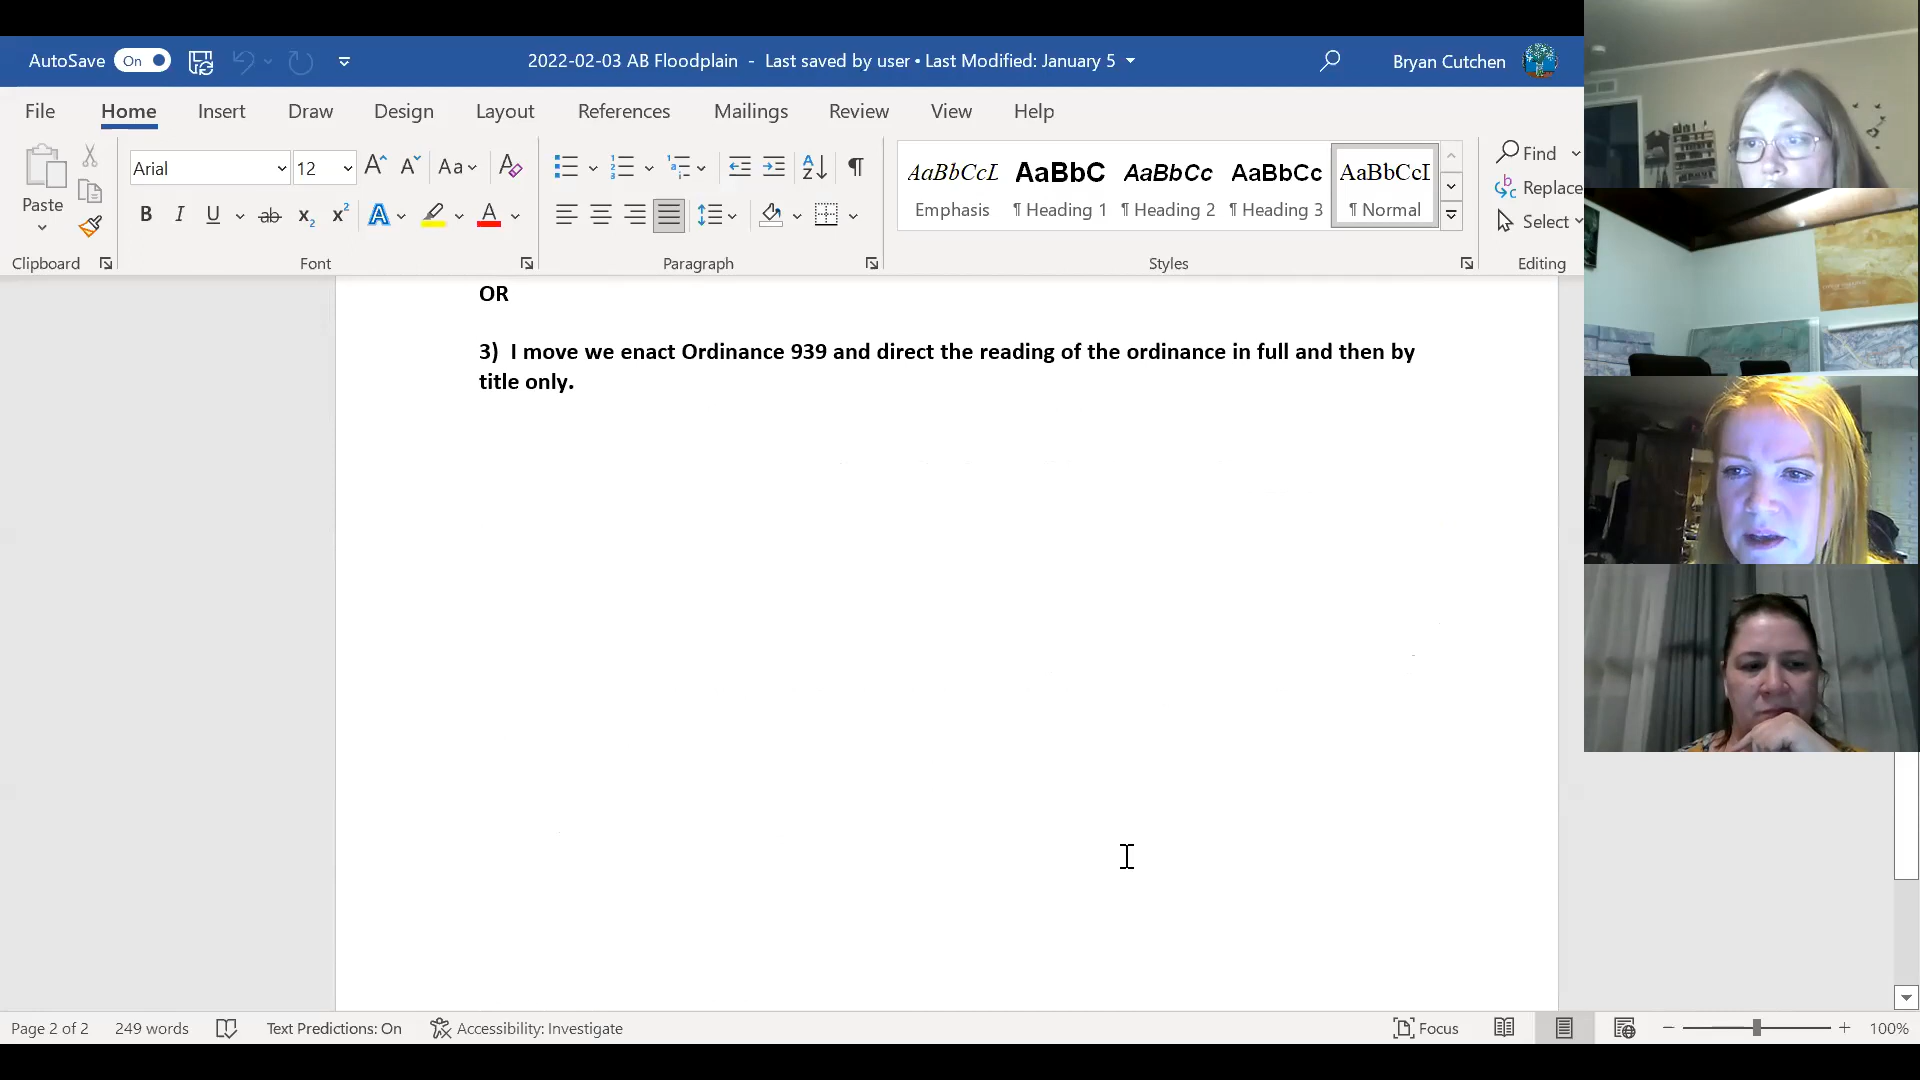 AutoSave On 2022-02-03 AB Floodplain - Last saved by user • Last Modified: January 5 Bryan Cutchen
File Home Insert Draw Design Layout References Mailings Review View Help
Paste
Clipboard
Arial 12
Font
Paragraph
AaBbCcL AaBbC AaBbCc AaBbCc AaBbCcI
Emphasis ¶ Heading 1 ¶ Heading 2 ¶ Heading 3 ¶ Normal
Styles
Find
Replace
Select
Editing
OR
3) I move we enact Ordinance 939 and direct the reading of the ordinance in full and then by
title only.
Page 2 of 2 249 words Text Predictions: On Accessibility: Investigate Focus 100%